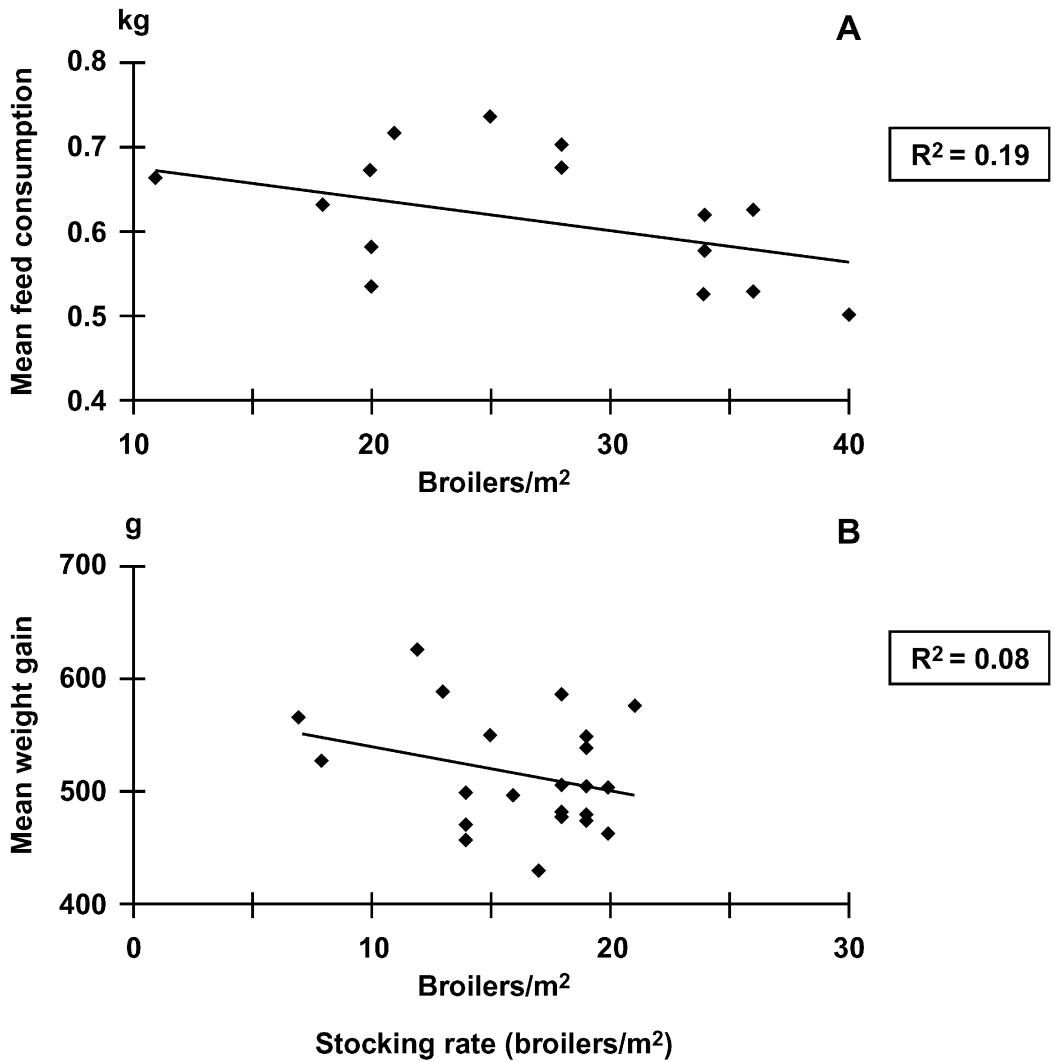 kg
A
0.8
0.7
0.6
0.5
0.4
Mean feed consumption
R² = 0.19
10 20 30 40
Broilers/m²
g
B
700
600
500
400
Mean weight gain
R² = 0.08
0 10 20 30
Broilers/m²
Stocking rate (broilers/m²)